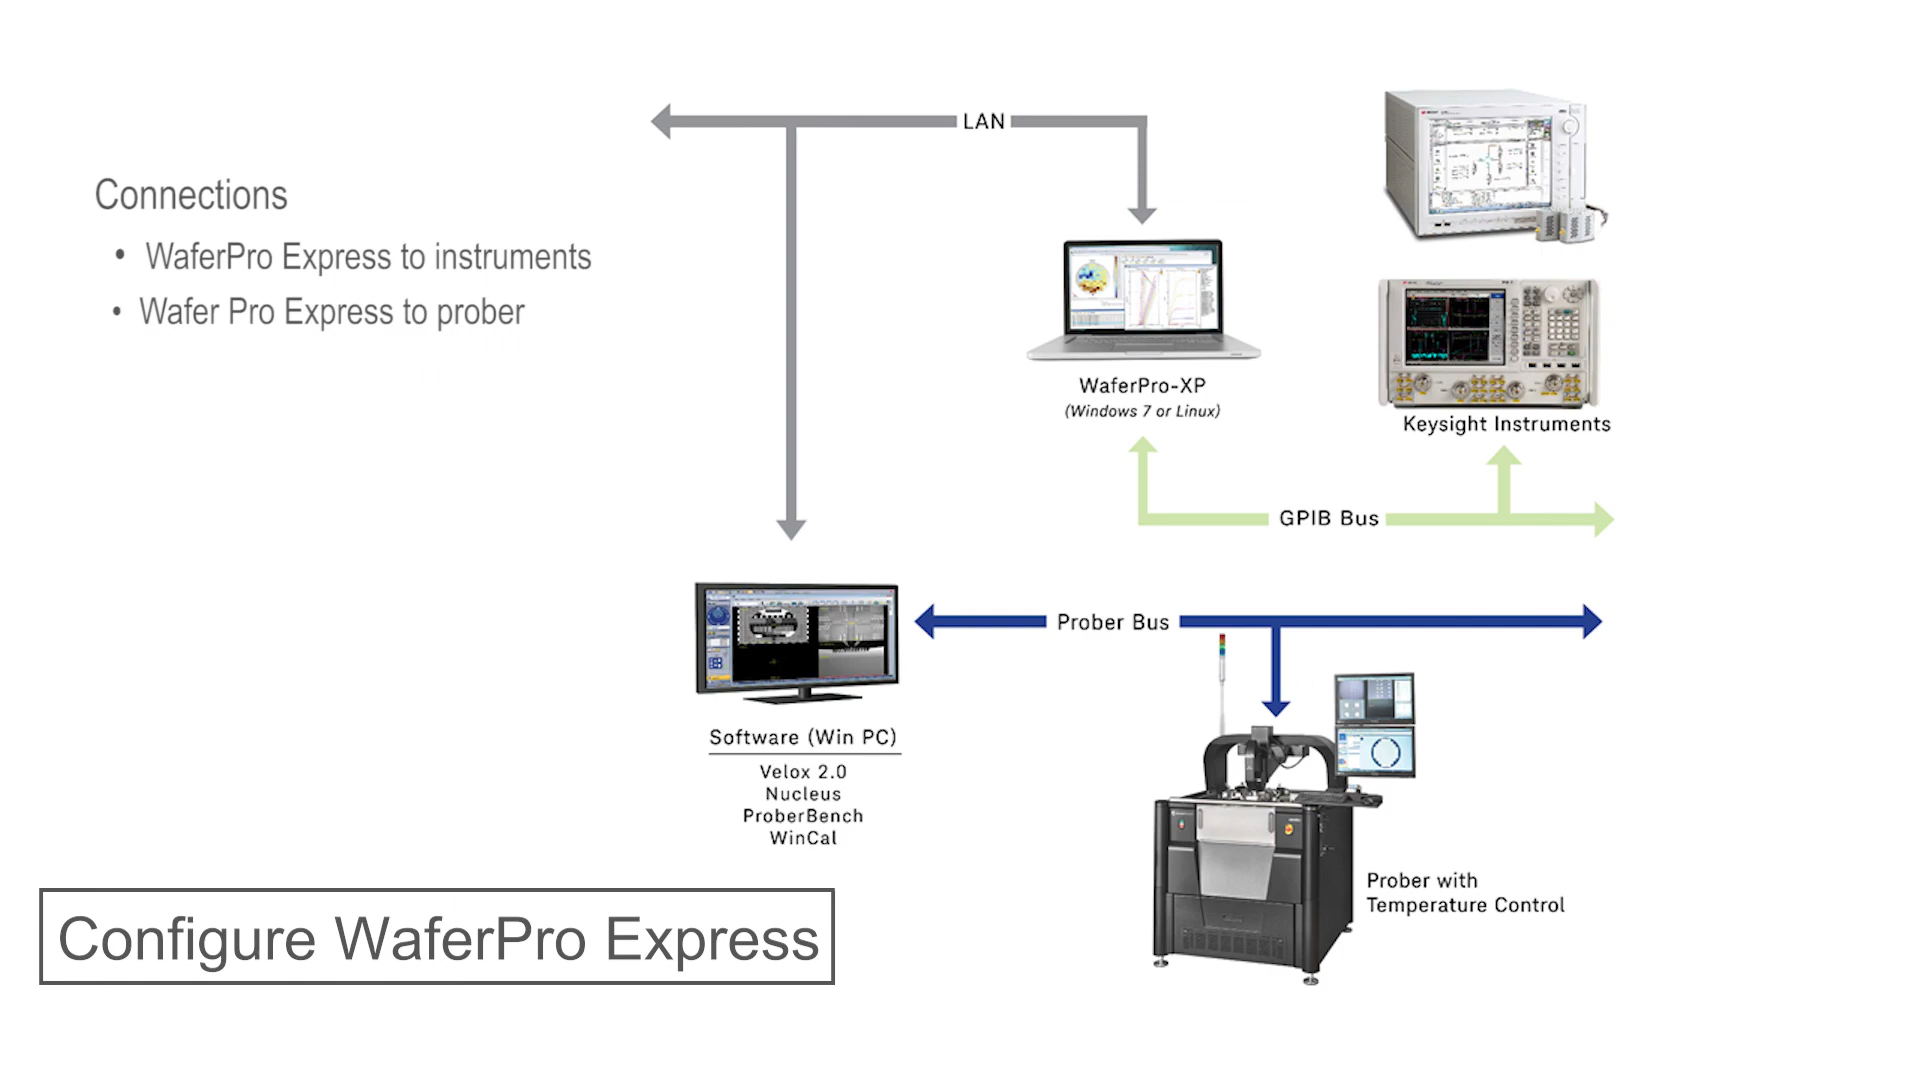 LAN
Connections
• WaferPro Express to instruments
• Wafer Pro Express to prober
WaferPro-XP
(Windows 7 or Linux)
Keysight Instruments
GPIB Bus
Prober Bus
Software (Win PC)
Velox 2.0
Nucleus
ProberBench
WinCal
Prober with
Temperature Control
Configure WaferPro Express